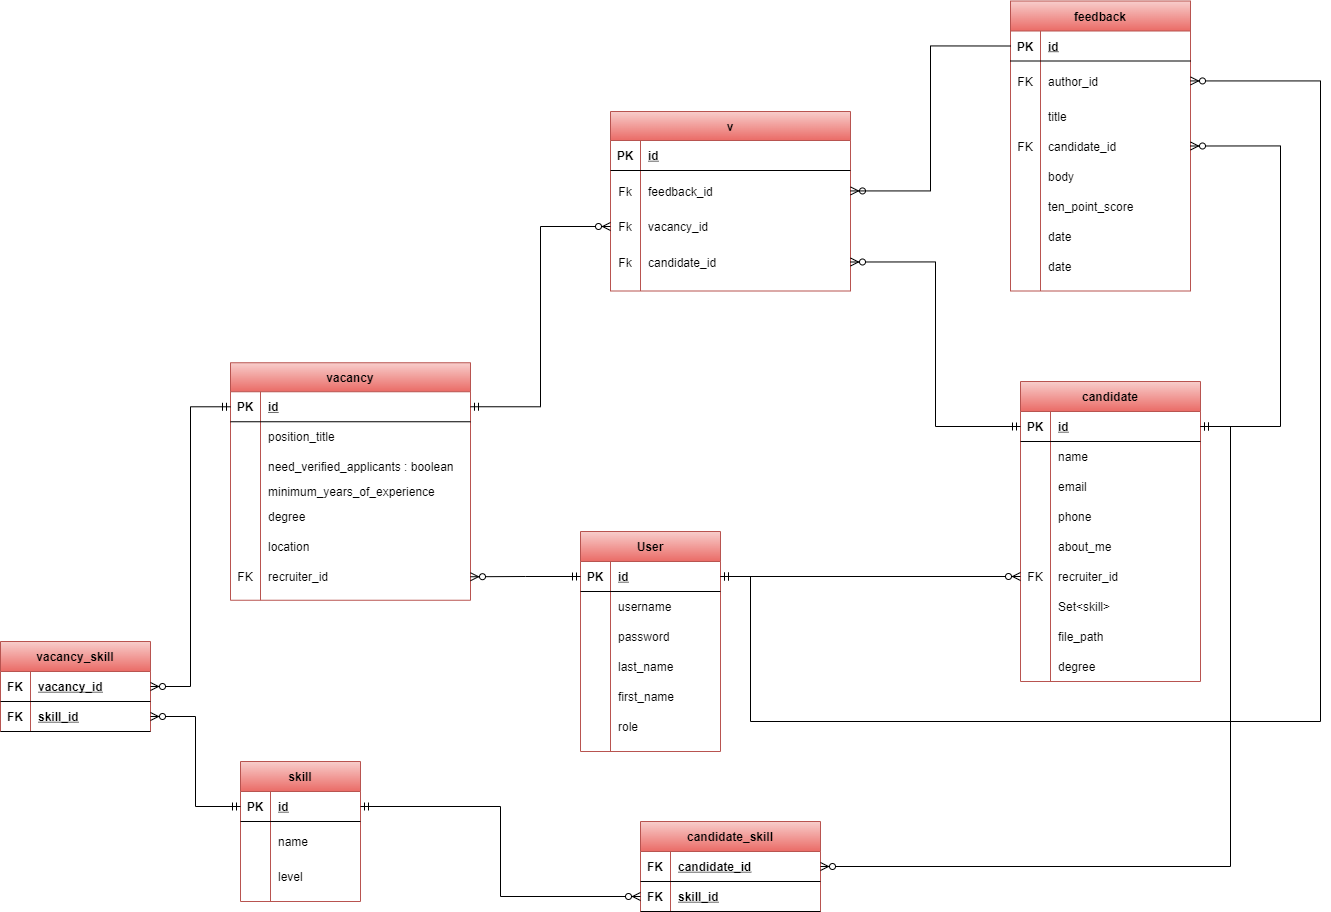 feedback
PK id
FK author_id
title
FK candidate_id
body
ten_point_score
date
date
v
PK id
Fk feedback_id
Fk vacancy_id
Fk candidate_id
vacancy
PK id
position_title
need_verified_applicants : boolean
minimum_years_of_experience
degree
location
FK recruiter_id
candidate
PK id
name
email
phone
about_me
FK recruiter_id
Set<skill>
file_path
degree
User
PK id
username
password
last_name
first_name
role
vacancy_skill
FK vacancy_id
FK skill_id
skill
PK id
name
level
candidate_skill
FK candidate_id
FK skill_id